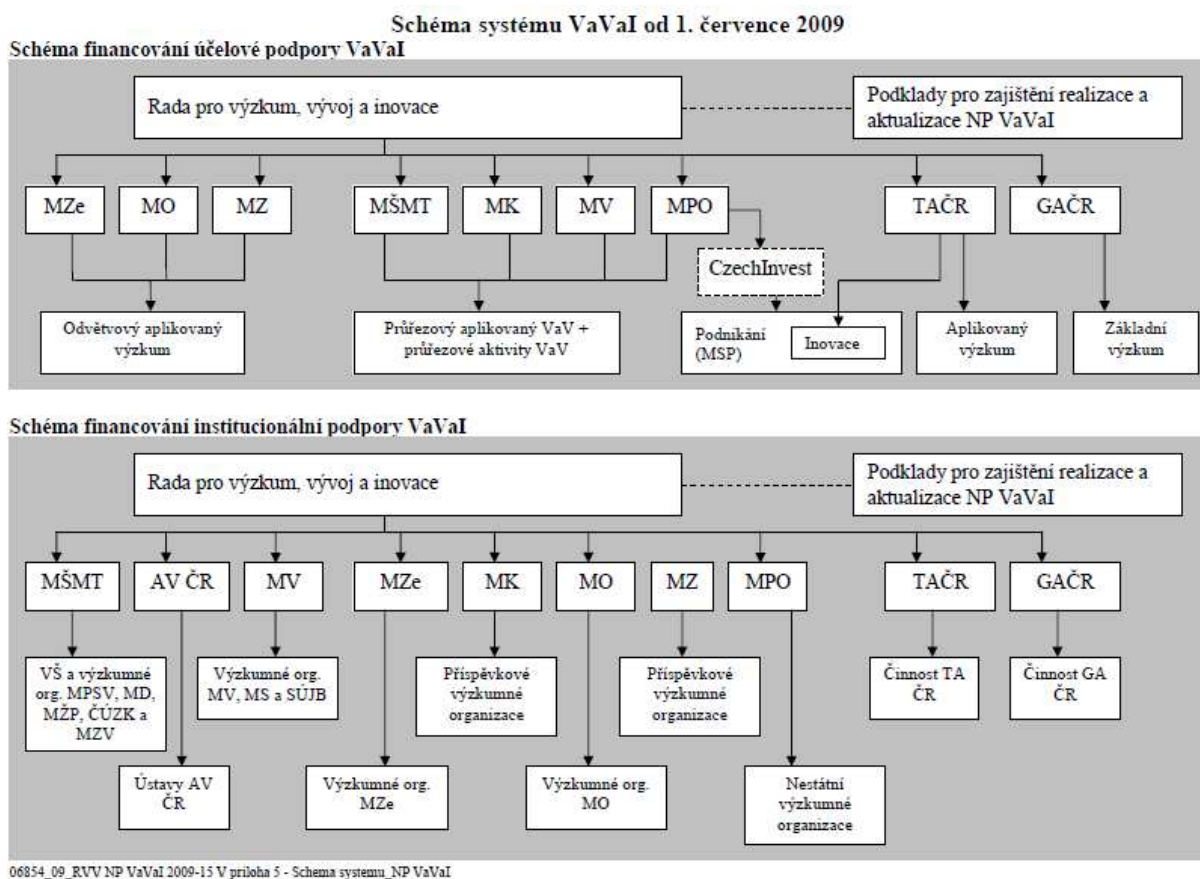 Schéma systému VaVaI od 1. července 2009
Schéma financování účelové podpory VaVaI
Rada pro výzkum, vývoj a inovace
Podklady pro zajištění realizace a
aktualizace NP VaVaI
MZe
MO
MZ
MŠMT
MK
MV
MPO
TAČR
GAČR
CzechInvest
Odvětvový aplikovaný
výzkum
Průřezový aplikovaný VaV +
průřezové aktivity VaV
Podnikání
(MSP)
Inovace
Aplikovaný
výzkum
Základní
výzkum
Schéma financování institucionální podpory VaVaI
Rada pro výzkum, vývoj a inovace
Podklady pro zajištění realizace a
aktualizace NP VaVaI
MŠMT
AV ČR
MV
MZe
MK
MO
MZ
MPO
TAČR
GAČR
VŠ a výzkumné
org. MPSV, MD,
MŽP, ČÚZK a
MZV
Výzkumné org.
MV, MS a SÚJB
Příspěvkové
výzkumné
organizace
Příspěvkové
výzkumné
organizace
Činnost TA
ČR
Činnost GA
ČR
Ústavy AV
ČR
Výzkumné org.
MZe
Výzkumné org.
MO
Nestátní
výzkumné
organizace
06854_09_RVV NP VaVaI 2009-15 V priloha 5 - Schema systemu_NP VaVaI